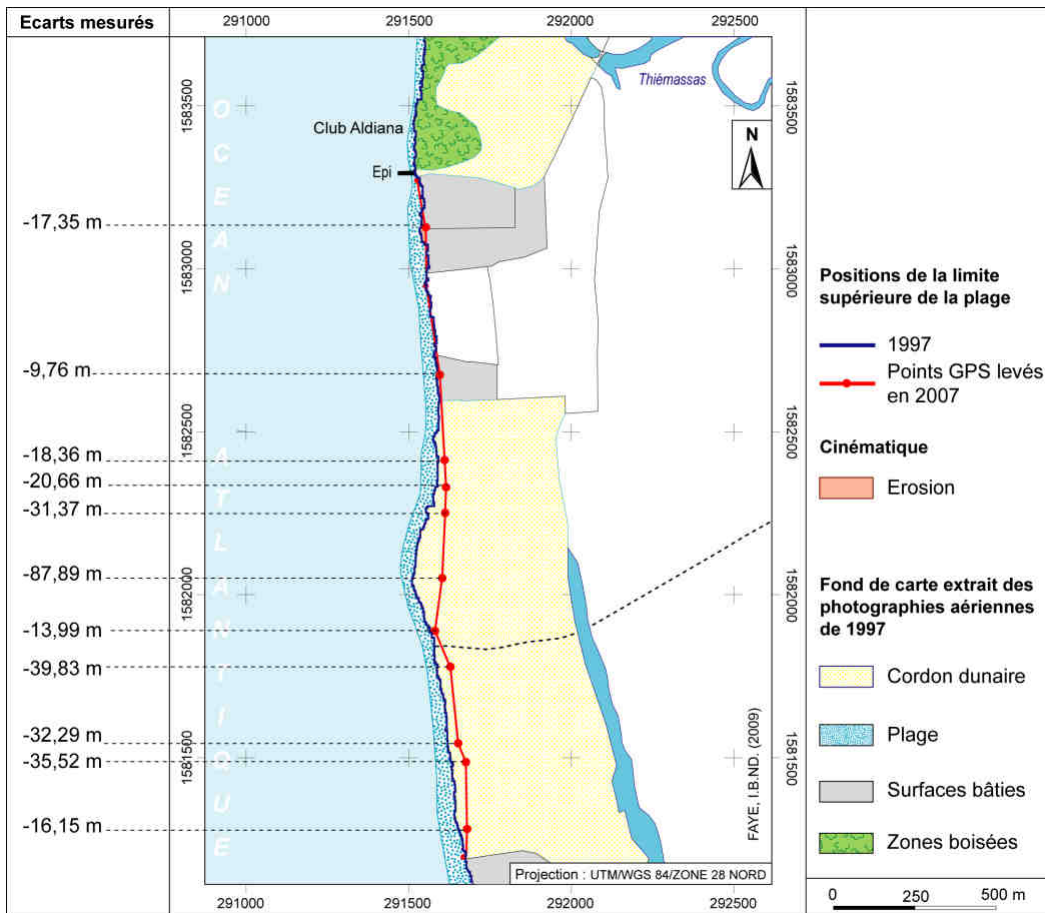 Ecarts mesurés
291000
291500
292000
292500
Thiémassas
1583500
1583500
Club Aldiana
N
Epi
-17,35 m
1583000
1583000
-9,76 m
1582500
1582500
-18,36 m
-20,66 m
-31,37 m
-87,89 m
1582000
1582000
-13,99 m
-39,83 m
-32,29 m
-35,52 m
1581500
1581500
-16,15 m
OCEAN ATLANTIQUE
FAYE, I.B.ND. (2009)
Projection : UTM/WGS 84/ZONE 28 NORD
291000
291500
292000
292500
Positions de la limite
supérieure de la plage
1997
Points GPS levés
en 2007
Cinématique
Erosion
Fond de carte extrait des
photographies aériennes
de 1997
Cordon dunaire
Plage
Surfaces bâties
Zones boisées
0 250 500 m